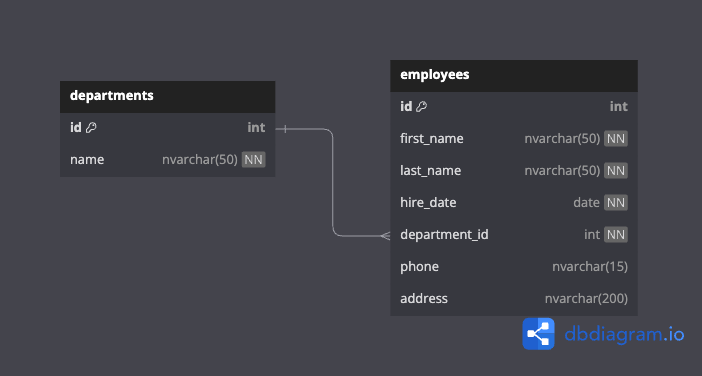 departments
id int
name nvarchar(50) NN
employees
id int
first_name nvarchar(50) NN
last_name nvarchar(50) NN
hire_date date NN
department_id int NN
phone nvarchar(15)
address nvarchar(200)
dbdiagram.io